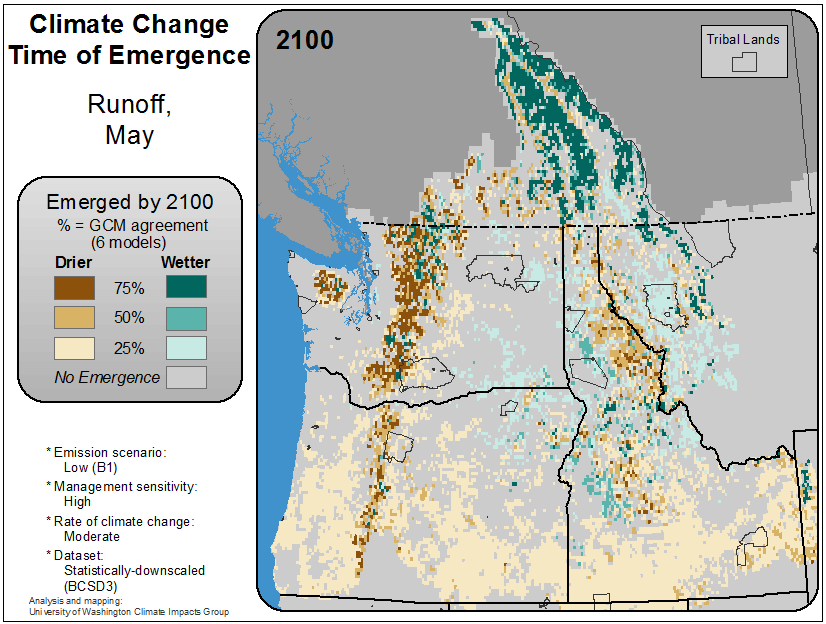 Climate Change
Time of Emergence
Runoff,
May
Emerged by 2100
% = GCM agreement
(6 models)
Drier Wetter
75%
50%
25%
No Emergence
* Emission scenario:
Low (B1)
* Management sensitivity:
High
* Rate of climate change:
Moderate
* Dataset:
Statistically-downscaled
(BCSD3)
Analysis and mapping:
University of Washington Climate Impacts Group
2100
Tribal Lands